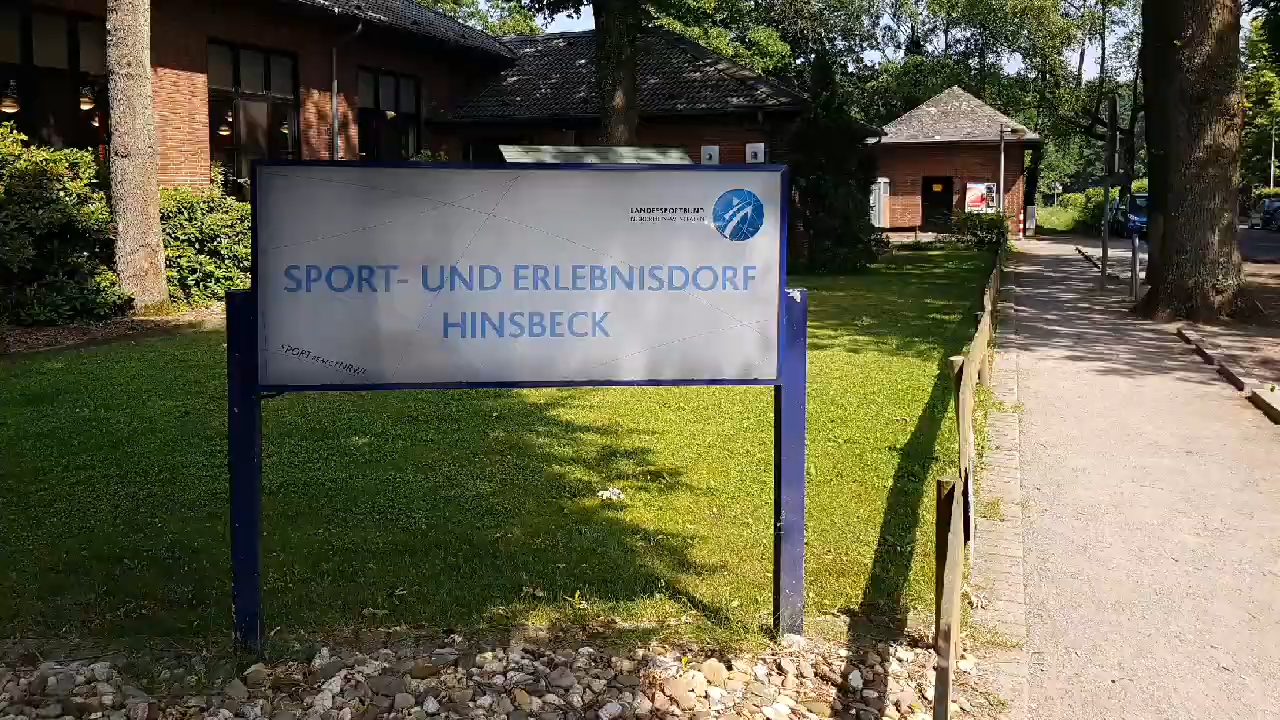 LANDESSPORTBUND
NORDRHEIN-WESTFALEN
SPORT- UND ERLEBNISDORF
HINSBECK